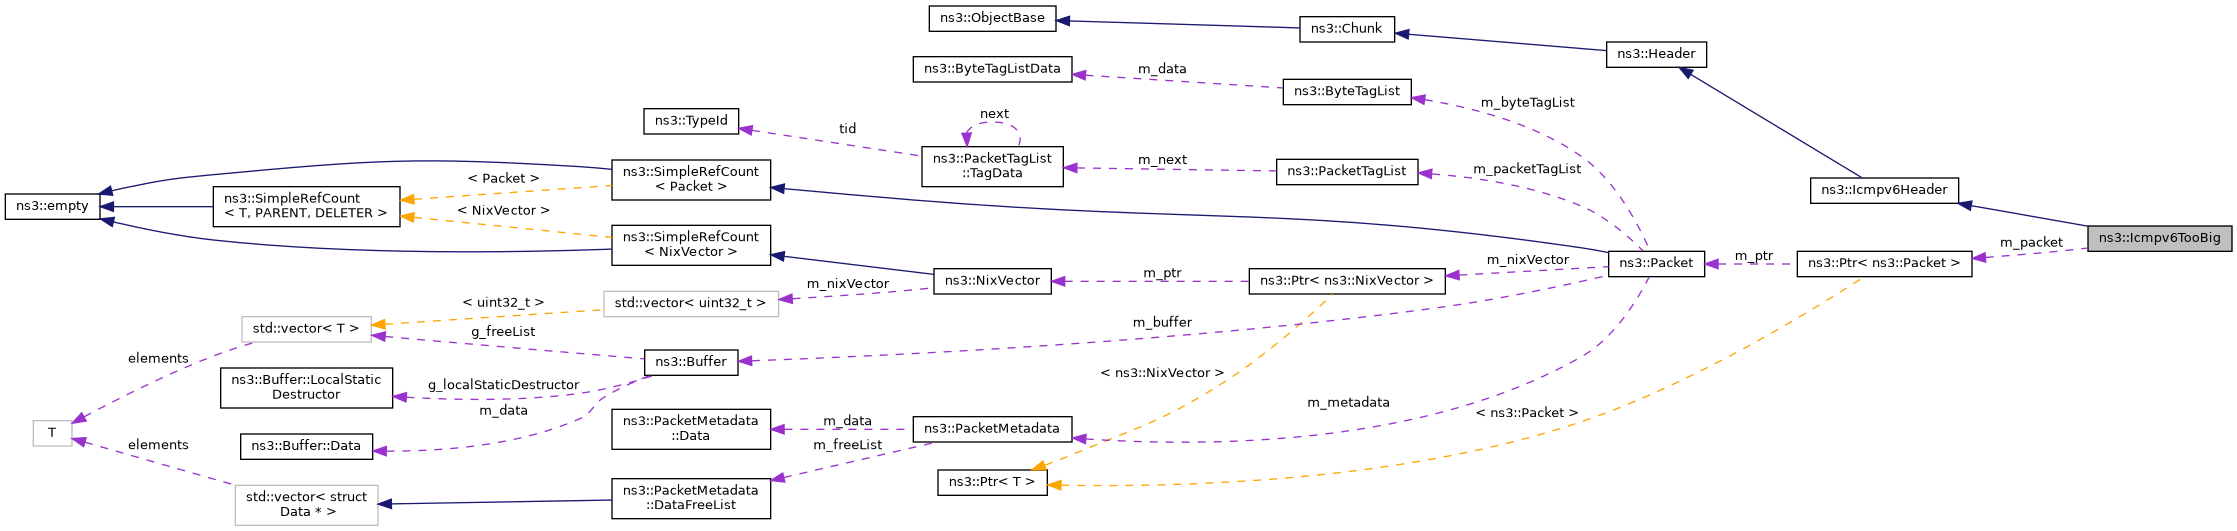 ns3::ObjectBase
ns3::Chunk
ns3::Header
ns3::ByteTagListData
m_data
ns3::ByteTagList
m_byteTagList
ns3::TypeId
tid
next
ns3::PacketTagList
::TagData
m_next
ns3::PacketTagList
m_packetTagList
ns3::Icmpv6Header
ns3::empty
ns3::SimpleRefCount
< T, PARENT, DELETER >
< Packet >
< NixVector >
ns3::SimpleRefCount
< Packet >
ns3::SimpleRefCount
< NixVector >
ns3::Icmpv6TooBig
m_packet
ns3::Ptr< ns3::Packet >
m_ptr
ns3::Packet
m_nixVector
ns3::Ptr< ns3::NixVector >
m_ptr
ns3::NixVector
m_nixVector
std::vector< uint32_t >
< uint32_t >
std::vector< T >
g_freeList
m_buffer
ns3::Buffer
elements
ns3::Buffer::LocalStatic
Destructor
g_localStaticDestructor
m_data
< ns3::NixVector >
m_metadata
< ns3::Packet >
T
ns3::Buffer::Data
ns3::PacketMetadata
::Data
m_data
ns3::PacketMetadata
m_freeList
elements
ns3::Ptr< T >
std::vector< struct
Data * >
ns3::PacketMetadata
::DataFreeList